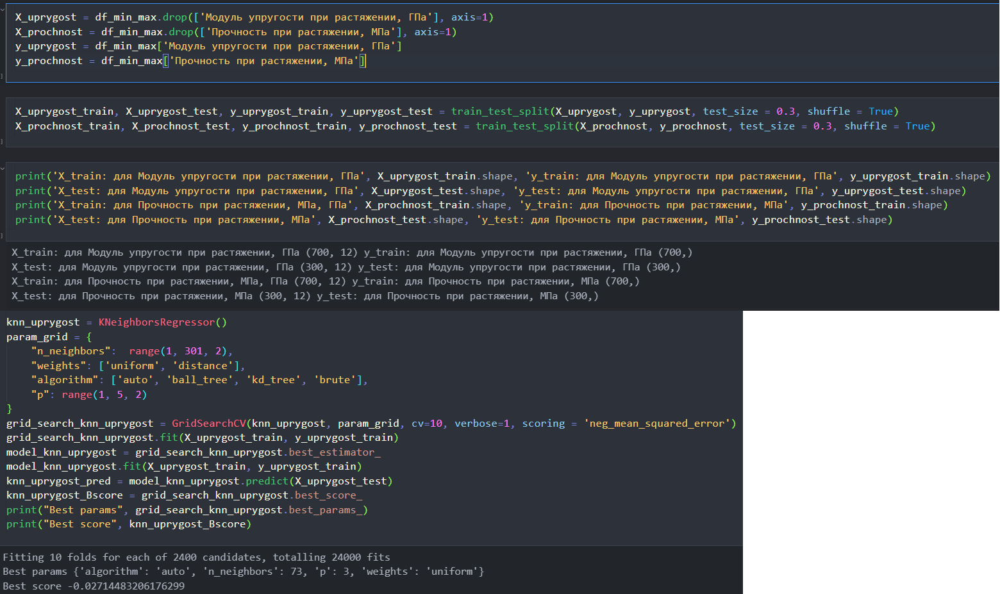 X_uprygost = df_min_max.drop(['Модуль упругости при растяжении, ГПа'], axis=1)
X_prochnost = df_min_max.drop(['Прочность при растяжении, МПа'], axis=1)
y_uprygost = df_min_max['Модуль упругости при растяжении, ГПа']
y_prochnost = df_min_max['Прочность при растяжении, МПа']
X_uprygost_train, X_uprygost_test, y_uprygost_train, y_uprygost_test = train_test_split(X_uprygost, y_uprygost, test_size = 0.3, shuffle = True)
X_prochnost_train, X_prochnost_test, y_prochnost_train, y_prochnost_test = train_test_split(X_prochnost, y_prochnost, test_size = 0.3, shuffle = True)
print('X_train: для Модуль упругости при растяжении, ГПа', X_uprygost_train.shape, 'y_train: для Модуль упругости при растяжении, ГПа', y_uprygost_train.shape)
print('X_test: для Модуль упругости при растяжении, ГПа', X_uprygost_test.shape, 'y_test: для Модуль упругости при растяжении, ГПа', y_uprygost_test.shape)
print('X_train: для Прочность при растяжении, МПа, ГПа', X_prochnost_train.shape, 'y_train: для Прочность при растяжении, МПа', y_prochnost_train.shape)
print('X_test: для Прочность при растяжении, МПа', X_prochnost_test.shape, 'y_test: для Прочность при растяжении, МПа', y_prochnost_test.shape)
X_train: для Модуль упругости при растяжении, ГПа (700, 12) y_train: для Модуль упругости при растяжении, ГПа (700,)
X_test: для Модуль упругости при растяжении, ГПа (300, 12) y_test: для Модуль упругости при растяжении, ГПа (300,)
X_train: для Прочность при растяжении, МПа, ГПа (700, 12) y_train: для Прочность при растяжении, МПа (700,)
X_test: для Прочность при растяжении, МПа (300, 12) y_test: для Прочность при растяжении, МПа (300,)
knn_uprygost = KNeighborsRegressor()
param_grid = {
    "n_neighbors":  range(1, 301, 2),
    "weights": ['uniform', 'distance'],
    "algorithm": ['auto', 'ball_tree', 'kd_tree', 'brute'],
    "p": range(1, 5, 2)
}
grid_search_knn_uprygost = GridSearchCV(knn_uprygost, param_grid, cv=10, verbose=1, scoring = 'neg_mean_squared_error')
grid_search_knn_uprygost.fit(X_uprygost_train, y_uprygost_train)
model_knn_uprygost = grid_search_knn_uprygost.best_estimator_
model_knn_uprygost.fit(X_uprygost_train, y_uprygost_train)
knn_uprygost_pred = model_knn_uprygost.predict(X_uprygost_test)
knn_uprygost_Bscore = grid_search_knn_uprygost.best_score_
print("Best params", grid_search_knn_uprygost.best_params_)
print("Best score", knn_uprygost_Bscore)
Fitting 10 folds for each of 2400 candidates, totalling 24000 fits
Best params {'algorithm': 'auto', 'n_neighbors': 73, 'p': 3, 'weights': 'uniform'}
Best score -0.02714483206176299